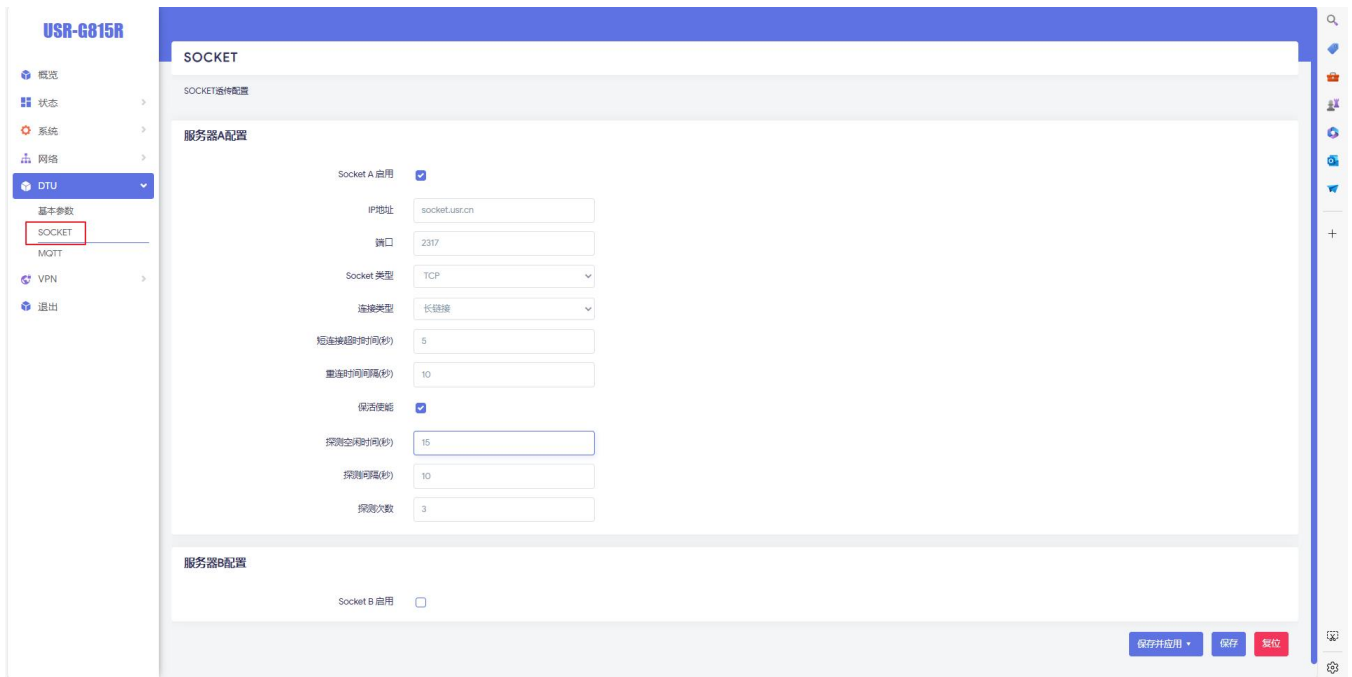 USR-G815R
概览
状态
系统
网络
DTU
基本参数
SOCKET
MQTT
VPN
退出
SOCKET
SOCKET透传配置
服务器A配置
Socket A 启用
IP地址 socket.usr.cn
端口 2317
Socket 类型 TCP
连接类型 长链接
短连接超时时间(秒) 5
重连时间间隔(秒) 10
保活使能
探测空闲时间(秒) 15
探测间隔(秒) 10
探测次数 3
服务器B配置
Socket B 启用
保存并应用 保存 复位